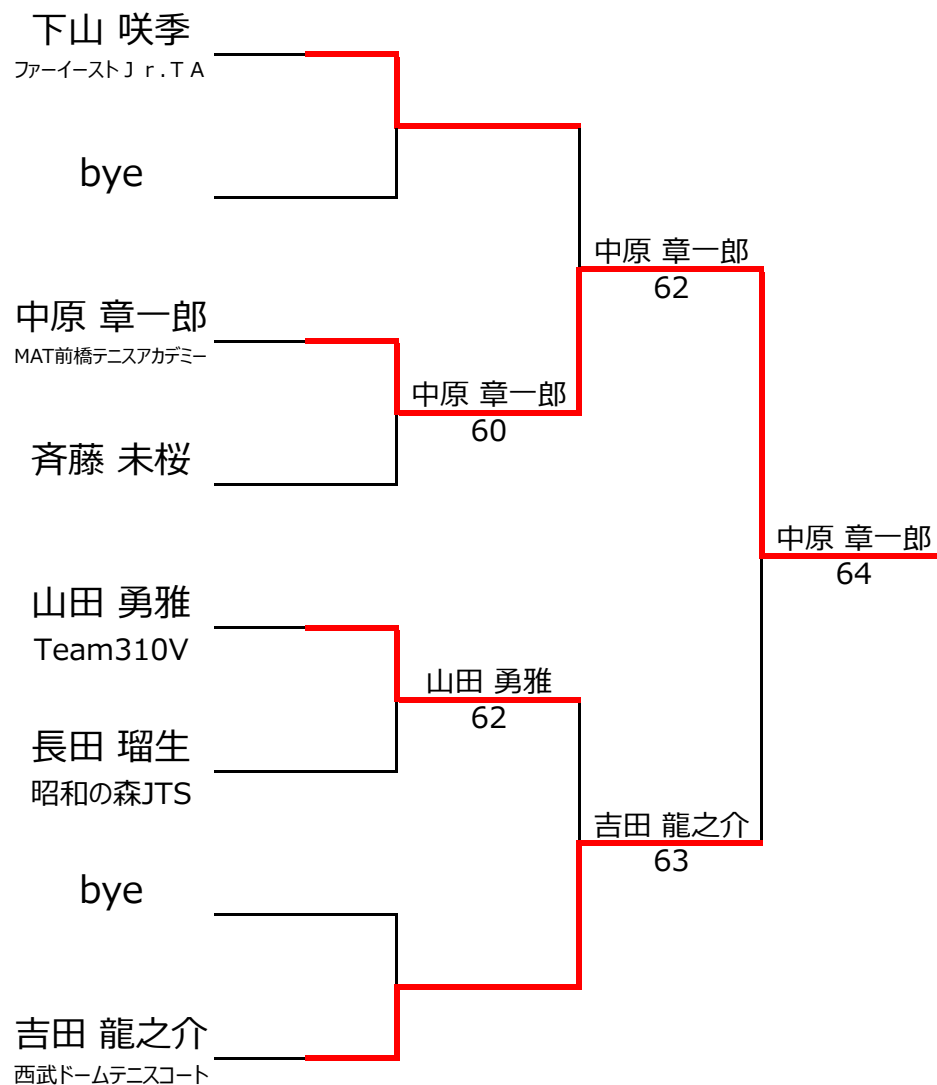 下山 咲季
ファーイーストＪｒ.ＴＡ
bye
中原 章一郎
62
中原 章一郎
MAT前橋テニスアカデミー
中原 章一郎
60
斉藤 未桜
中原 章一郎
64
山田 勇雅
Team310V
山田 勇雅
62
長田 瑠生
昭和の森JTS
吉田 龍之介
63
bye
吉田 龍之介
西武ドームテニスコート